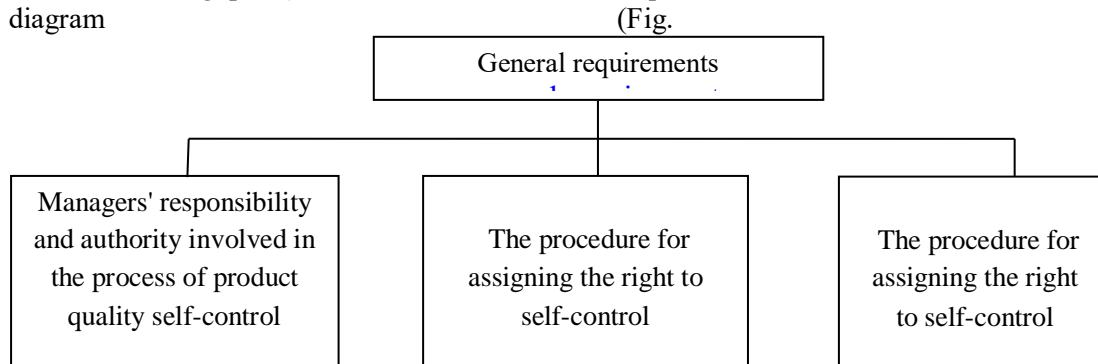 diagram (Fig.
General requirements
Managers' responsibility
and authority involved in
the process of product
quality self-control
The procedure for
assigning the right to
self-control
The procedure for
assigning the right
to self-control